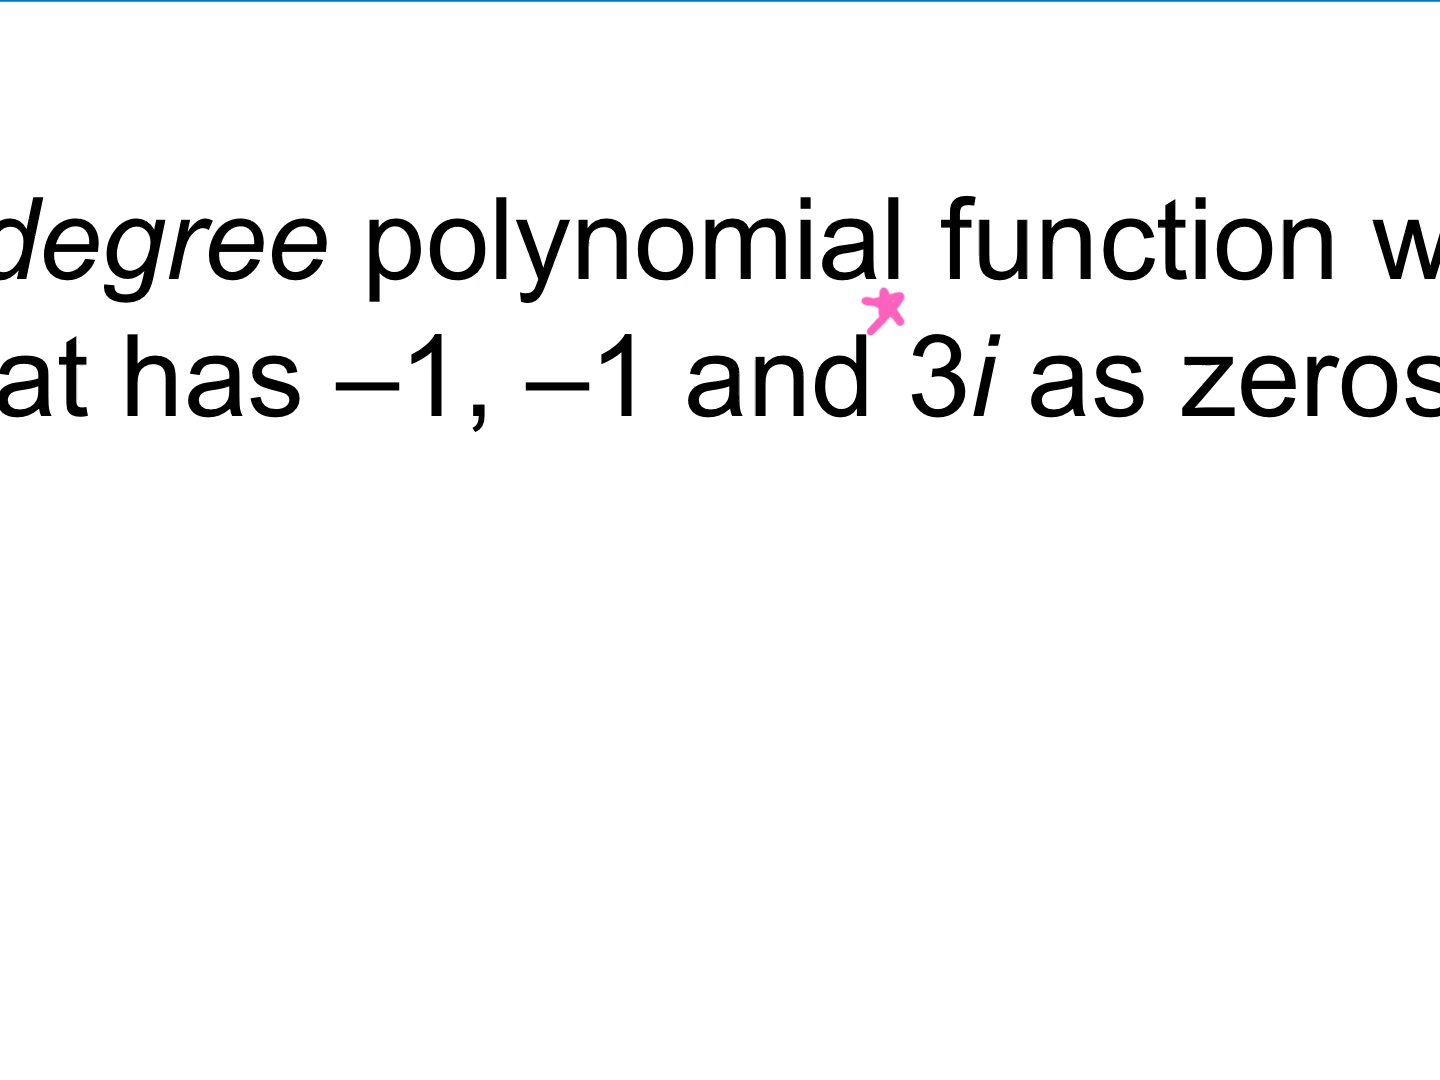 degree polynomial function w
at has –1, –1 and 3i as zeros